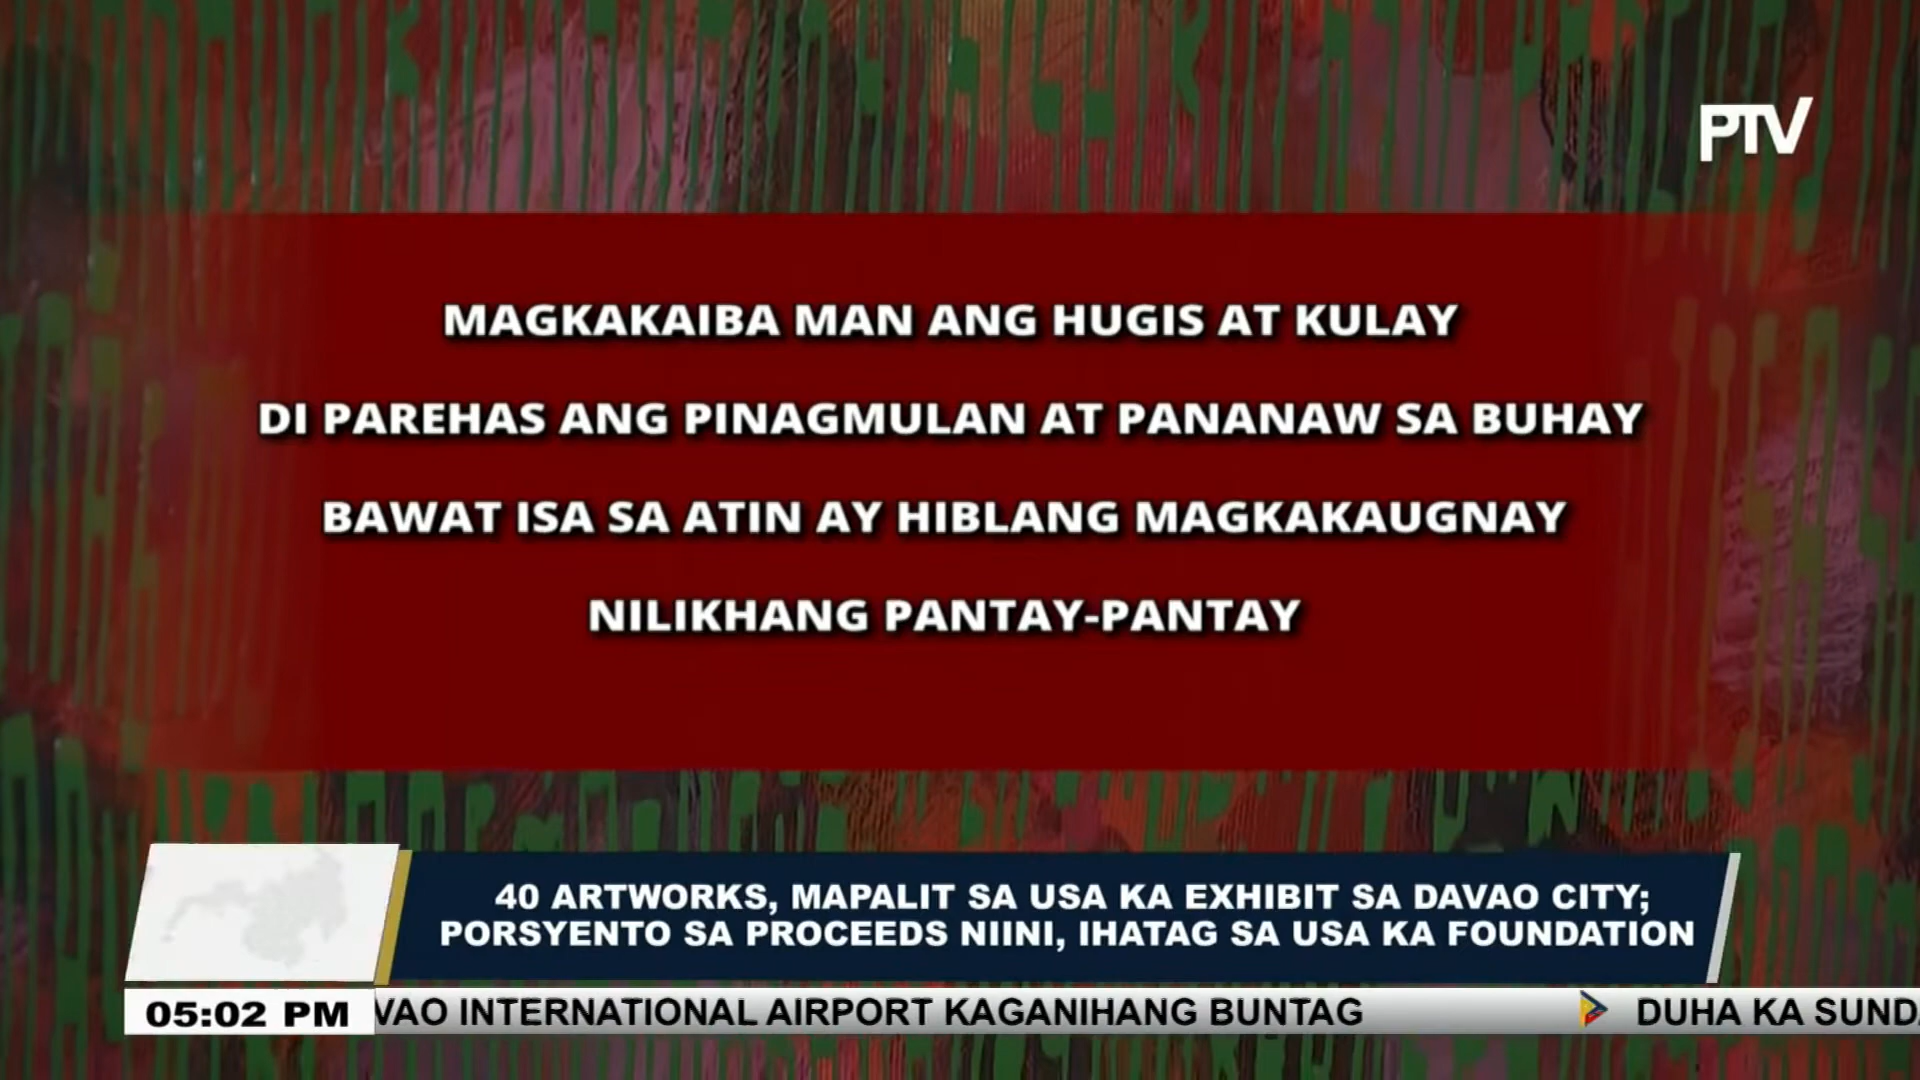 PTV
MAGKAKAIBA MAN ANG HUGIS AT KULAY
DI PAREHAS ANG PINAGMULAN AT PANANAW SA BUHAY
BAWAT ISA SA ATIN AY HIBLANG MAGKAKAUGNAY
NILIKHANG PANTAY-PANTAY
40 ARTWORKS, MAPALIT SA USA KA EXHIBIT SA DAVAO CITY;
PORSYENTO SA PROCEEDS NIINI, IHATAG SA USA KA FOUNDATION
05:02 PM VAO INTERNATIONAL AIRPORT KAGANIHANG BUNTAG DUHA KA SUND